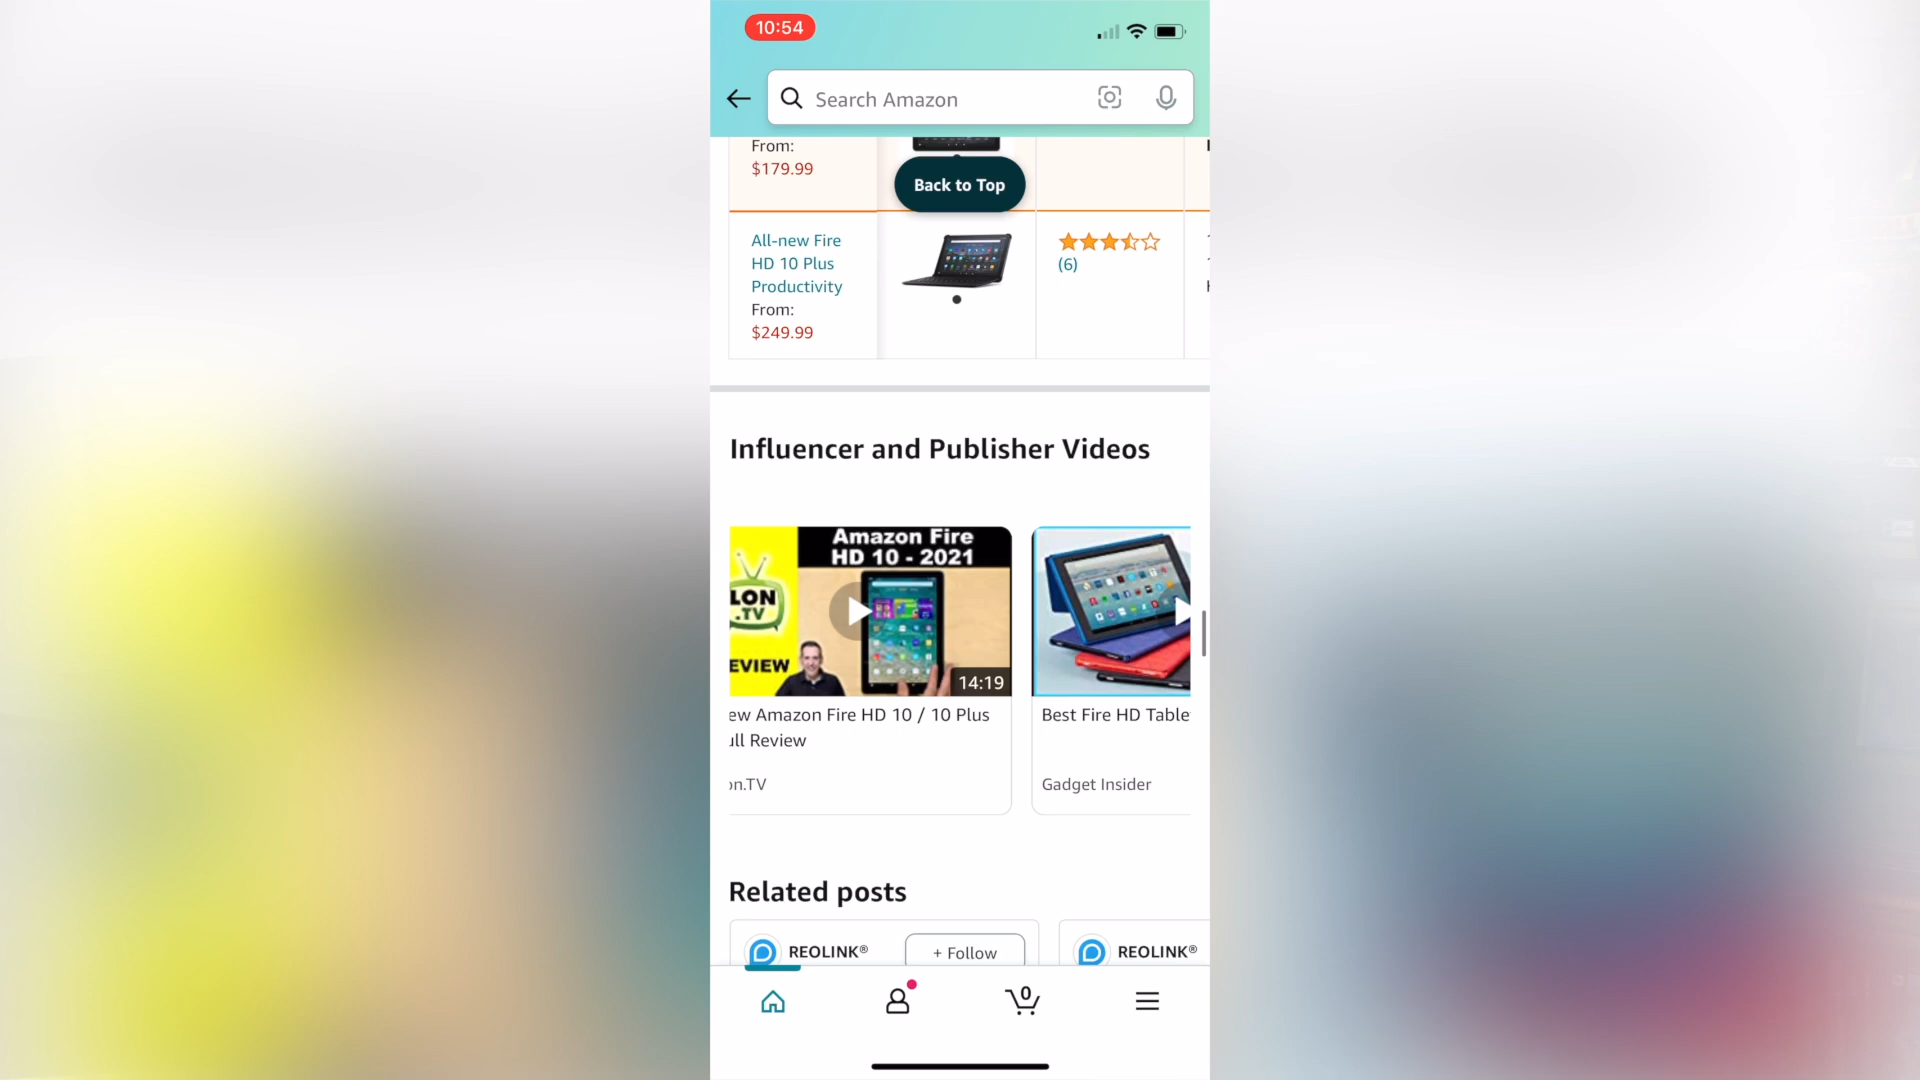 10:54
Search Amazon
From:
$179.99
Back to Top
All-new Fire
HD 10 Plus
Productivity
From:
$249.99
(6)
Influencer and Publisher Videos
Amazon Fire
HD 10 - 2021
LON
.TV
EVIEW
14:19
ew Amazon Fire HD 10 / 10 Plus
ull Review
on.TV
Best Fire HD Table
Gadget Insider
Related posts
REOLINK®
+ Follow
REOLINK®
0